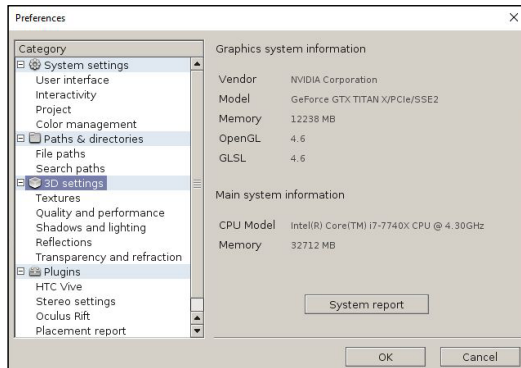 Preferences
Category
System settings
User interface
Interactivity
Project
Color management
Paths & directories
File paths
Search paths
3D settings
Textures
Quality and performance
Shadows and lighting
Reflections
Transparency and refraction
Plugins
HTC Vive
Stereo settings
Oculus Rift
Placement report
Graphics system information
Vendor NVIDIA Corporation
Model GeForce GTX TITAN X/PCIe/SSE2
Memory 12238 MB
OpenGL 4.6
GLSL 4.6
Main system information
CPU Model Intel(R) Core(TM) i7-7740X CPU @ 4.30GHz
Memory 32712 MB
System report
OK Cancel